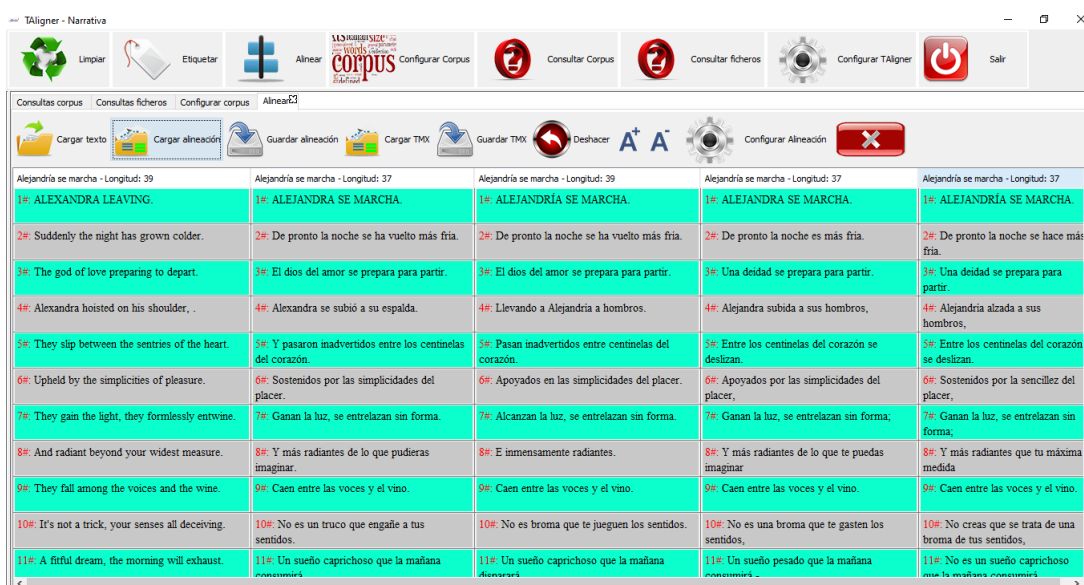 TAligner - Narrativa
Limpiar Etiquetar Alinear Configurar Corpus Consultar Corpus Consultar ficheros Configurar TAligner Salir
words
corpus
Consultas corpus Consultas ficheros Configurar corpus Alinear
Cargar texto Cargar alineación Guardar alineación Cargar TMX Guardar TMX Deshacer A+ A- Configurar Alineación
Alejandría se marcha - Longitud: 39 Alejandría se marcha - Longitud: 37 Alejandría se marcha - Longitud: 39 Alejandría se marcha - Longitud: 37 Alejandría se marcha - Longitud: 37
1#: ALEXANDRA LEAVING. 1#: ALEJANDRA SE MARCHA. 1#: ALEJANDRÍA SE MARCHA. 1#: ALEJANDRA SE MARCHA. 1#: ALEJANDRÍA SE MARCHA.
2#: Suddenly the night has grown colder. 2#: De pronto la noche se ha vuelto más fría. 2#: De pronto la noche se ha vuelto más fría. 2#: De pronto la noche es más fría. 2#: De pronto la noche se hace más
fría.
3#: The god of love preparing to depart. 3#: El dios del amor se prepara para partir. 3#: El dios del amor se prepara para partir. 3#: Una deidad se prepara para partir. 3#: Una deidad se prepara para
partir.
4#: Alexandra hoisted on his shoulder, . 4#: Alexandra se subió a su espalda. 4#: Llevando a Alejandría a hombros. 4#: Alejandra subida a sus hombros, 4#: Alejandría alzada a sus
hombros,
5#: They slip between the sentries of the heart. 5#: Y pasaron inadvertidos entre los centinelas 5#: Pasan inadvertidos entre centinelas del 5#: Entre los centinelas del corazón se 5#: Entre los centinelas del corazón
del corazón. corazón. deslizan. se deslizan.
6#: Upheld by the simplicities of pleasure. 6#: Sostenidos por las simplicidades del 6#: Apoyados en las simplicidades del placer. 6#: Apoyados por las simplicidades del 6#: Sostenidos por la sencillez del
placer. placer, placer,
7#: They gain the light, they formlessly entwine. 7#: Ganan la luz, se entrelazan sin forma. 7#: Alcanzan la luz, se entrelazan sin forma. 7#: Ganan la luz, se entrelazan sin forma; 7#: Ganan la luz, se entrelazan sin
forma;
8#: And radiant beyond your widest measure. 8#: Y más radiantes de lo que pudieras 8#: E inmensamente radiantes. 8#: Y más radiantes de lo que te puedas 8#: Y más radiantes que tu máxima
imaginar. imaginar medida
9#: They fall among the voices and the wine. 9#: Caen entre las voces y el vino. 9#: Caen entre las voces y el vino. 9#: Caen entre las voces y el vino. 9#: Caen entre las voces y el vino.
10#: It's not a trick, your senses all deceiving. 10#: No es un truco que engañe a tus 10#: No es broma que te jueguen los sentidos. 10#: No es una broma que te gasten los 10#: No creas que se trata de una
sentidos. sentidos, broma de tus sentidos,
11#: A fitful dream, the morning will exhaust. 11#: Un sueño caprichoso que la mañana 11#: Un sueño caprichoso que la mañana 11#: Un sueño pesado que la mañana 11#: No es un sueño caprichoso
consumirá disparará consumirá - que la mañana consumirá